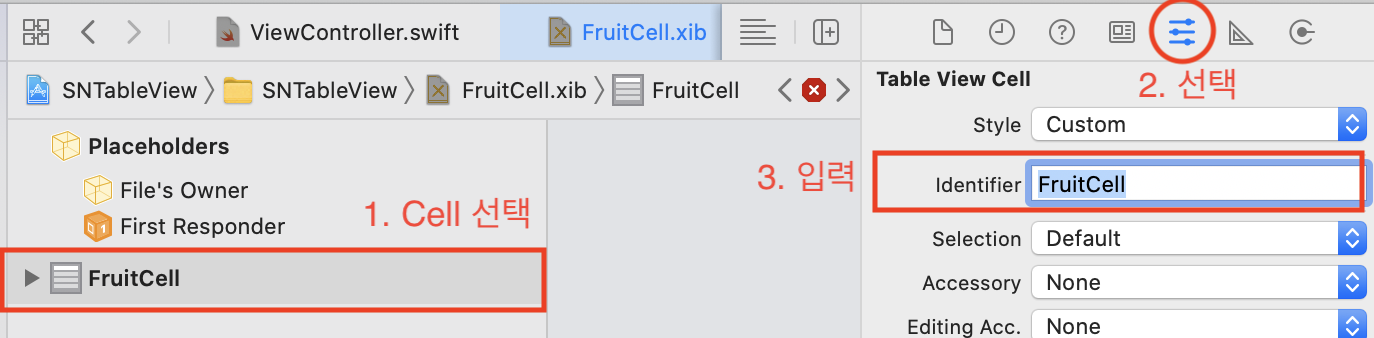 ViewController.swift
FruitCell.xib
SNTableView
SNTableView
FruitCell.xib
FruitCell
Placeholders
File's Owner
First Responder
1. Cell 선택
FruitCell
2. 선택
Table View Cell
Style Custom
3. 입력
Identifier FruitCell
Selection Default
Accessory None
Editing Acc. None